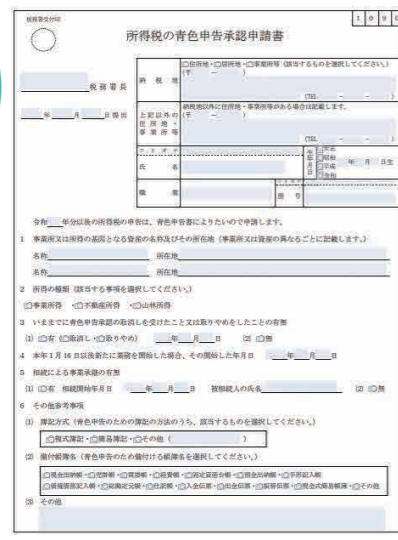 税務署受付印
1 0 9 0
所得税の青色申告承認申請書
税務署長
年 月 日提出
納税地
○住所地・○居所地・○事業所等（該当するものを選択してください。）
（〒 － ）
（TEL － － ）
上記以外の住所地・事業所等
納税地以外に住所地・事業所等がある場合は記載します。
（〒 － ）
（TEL － － ）
フリガナ
氏名
生年月日
○大正
○昭和
○平成
○令和
年 月 日生
職業
フリガナ
屋号
令和 年分以後の所得税の申告は、青色申告書によりたいので申請します。
1 事業所又は所得の基因となる資産の名称及びその所在地（事業所又は資産の異なるごとに記載します。）
名称 所在地
名称 所在地
2 所得の種類（該当する事項を選択してください。）
○事業所得 ・○不動産所得 ・○山林所得
3 いままでに青色申告承認の取消しを受けたこと又は取りやめをしたことの有無
(1) ○有（○取消し・○取りやめ） 年 月 日 (2) ○無
4 本年１月16日以後新たに業務を開始した場合、その開始した年月日 年 月 日
5 相続による事業承継の有無
(1) ○有 相続開始年月日 年 月 日 被相続人の氏名 (2) ○無
6 その他参考事項
(1) 簿記方式（青色申告のための簿記の方法のうち、該当するものを選択してください。）
○複式簿記・○簡易簿記・○その他（ ）
(2) 備付帳簿名（青色申告のため備付ける帳簿名を選択してください。）
○現金出納帳・○売掛帳・○買掛帳・○経費帳・○固定資産台帳・○預金出納帳・○手形記入帳
○債権債務記入帳・○総勘定元帳・○仕訳帳・○入金伝票・○出金伝票・○振替伝票・○現金式簡易帳簿・○その他
(3) その他